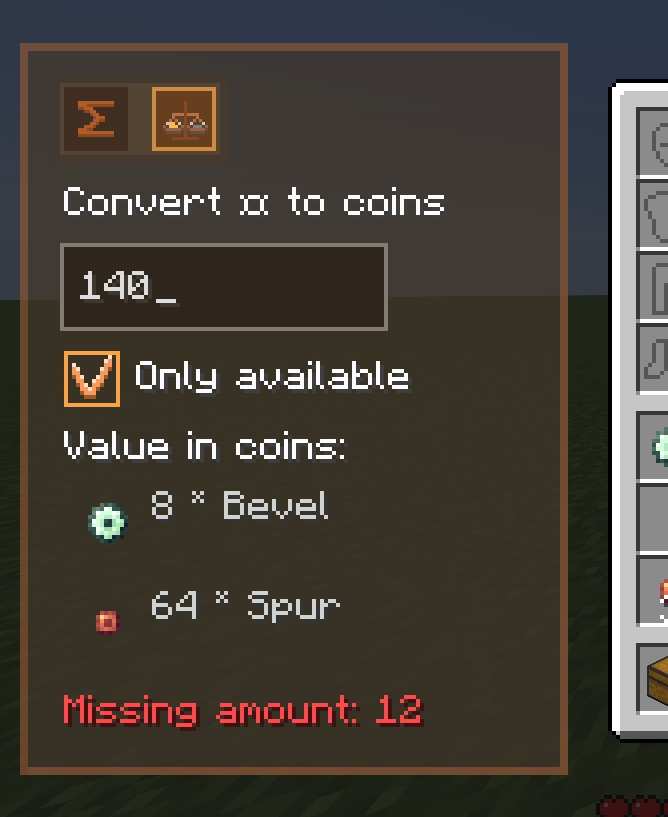 Convert ¤ to coins
140_
Only available
Value in coins:
8 * Bevel
64 * Spur
Missing amount: 12